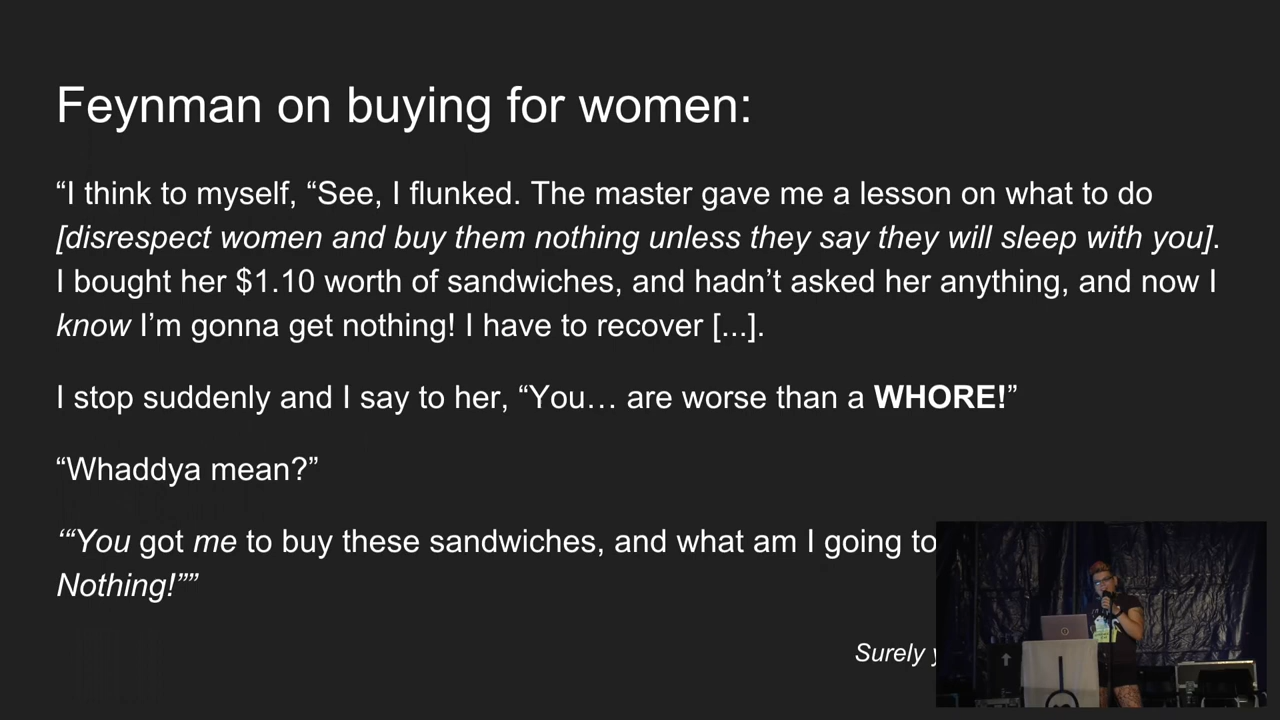 Feynman on buying for women:
“I think to myself, “See, I flunked. The master gave me a lesson on what to do
[disrespect women and buy them nothing unless they say they will sleep with you].
I bought her $1.10 worth of sandwiches, and hadn’t asked her anything, and now I
know I’m gonna get nothing! I have to recover [...].
I stop suddenly and I say to her, “You… are worse than a WHORE!”
“Whaddya mean?”
‘“You got me to buy these sandwiches, and what am I going to
Nothing!””
Surely